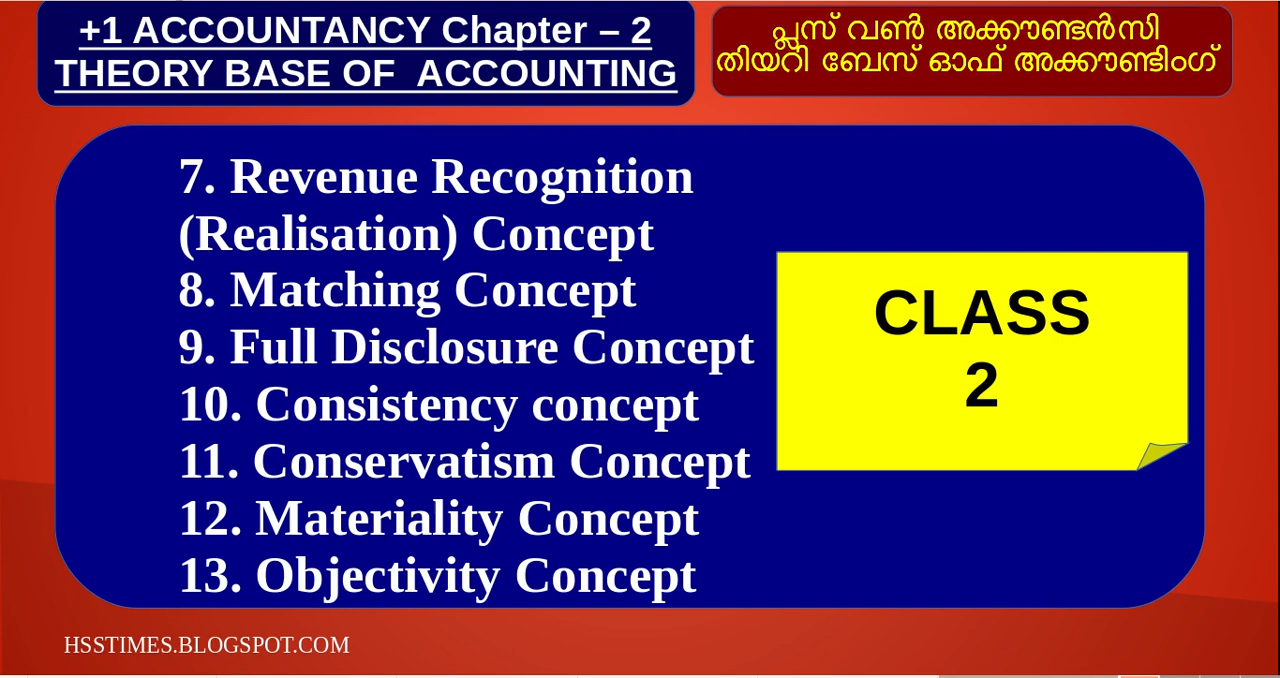 +1 ACCOUNTANCY Chapter – 2
THEORY BASE OF ACCOUNTING
പ്ലസ് വൺ അക്കൗണ്ടൻസി
തിയറി ബേസ് ഓഫ് അക്കൗണ്ടിംഗ്
7. Revenue Recognition
(Realisation) Concept
8. Matching Concept
9. Full Disclosure Concept
10. Consistency concept
11. Conservatism Concept
12. Materiality Concept
13. Objectivity Concept
CLASS
2
HSSTIMES.BLOGSPOT.COM